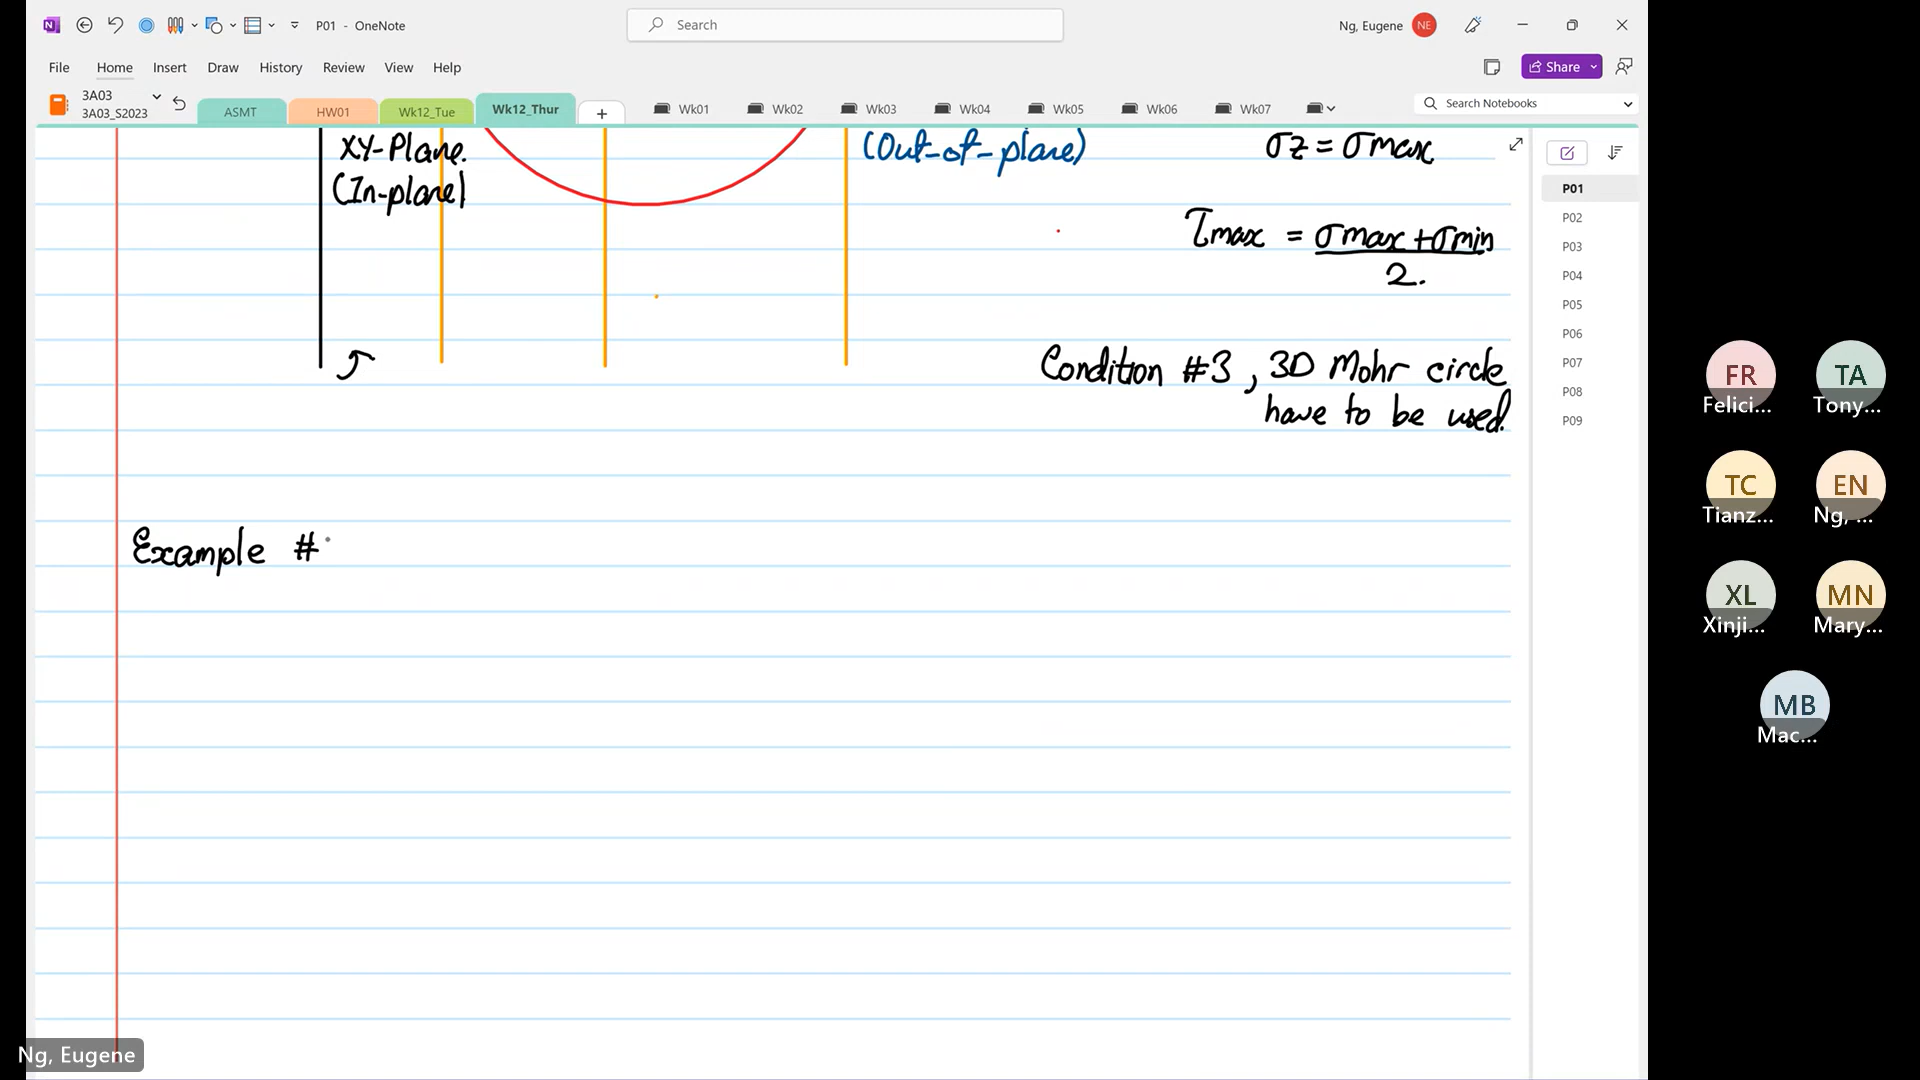 P01 - OneNote
Search
Ng, Eugene
NE
File Home Insert Draw History Review View Help
Share
3A03
3A03_S2023
ASMT
HW01
Wk12_Tue
Wk12_Thur
+
Wk01
Wk02
Wk03
Wk04
Wk05
Wk06
Wk07
Search Notebooks
XY-Plane.
(In-plane)
(Out-of-plane)
σz = σmax
τmax = σmax + σmin
2.
Condition #3, 3D Mohr circle
have to be used.
Example #
P01
P02
P03
P04
P05
P06
P07
P08
P09
FR
Felici...
TA
Tony...
TC
Tianz...
EN
Ng, ...
XL
Xinji...
MN
Mary...
MB
Mac...
Ng, Eugene